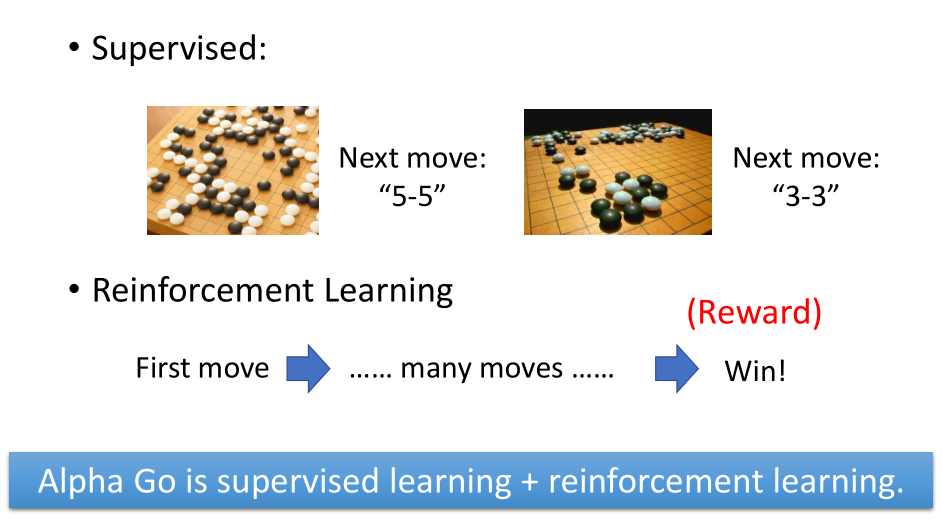 • Supervised:
Next move:
“5-5”
Next move:
“3-3”
• Reinforcement Learning
(Reward)
First move
…… many moves ……
Win!
Alpha Go is supervised learning + reinforcement learning.